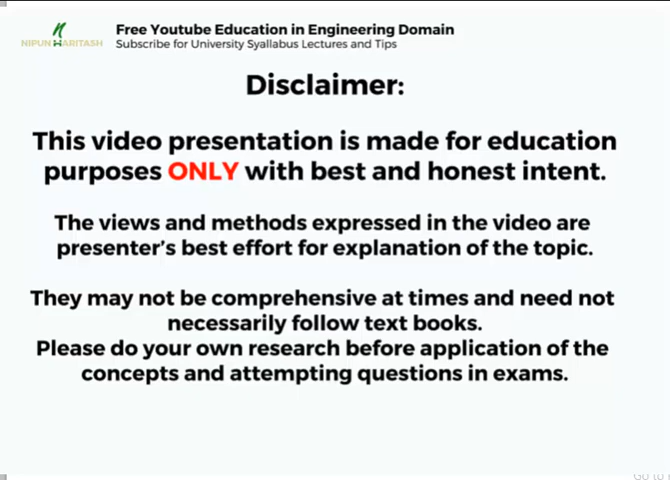 Free Youtube Education in Engineering Domain
NIPUN HARITASH
Subscribe for University Syallabus Lectures and Tips
Disclaimer:
This video presentation is made for education
purposes ONLY with best and honest intent.
The views and methods expressed in the video are
presenter's best effort for explanation of the topic.
They may not be comprehensive at times and need not
necessarily follow text books.
Please do your own research before application of the
concepts and attempting questions in exams.
Go to